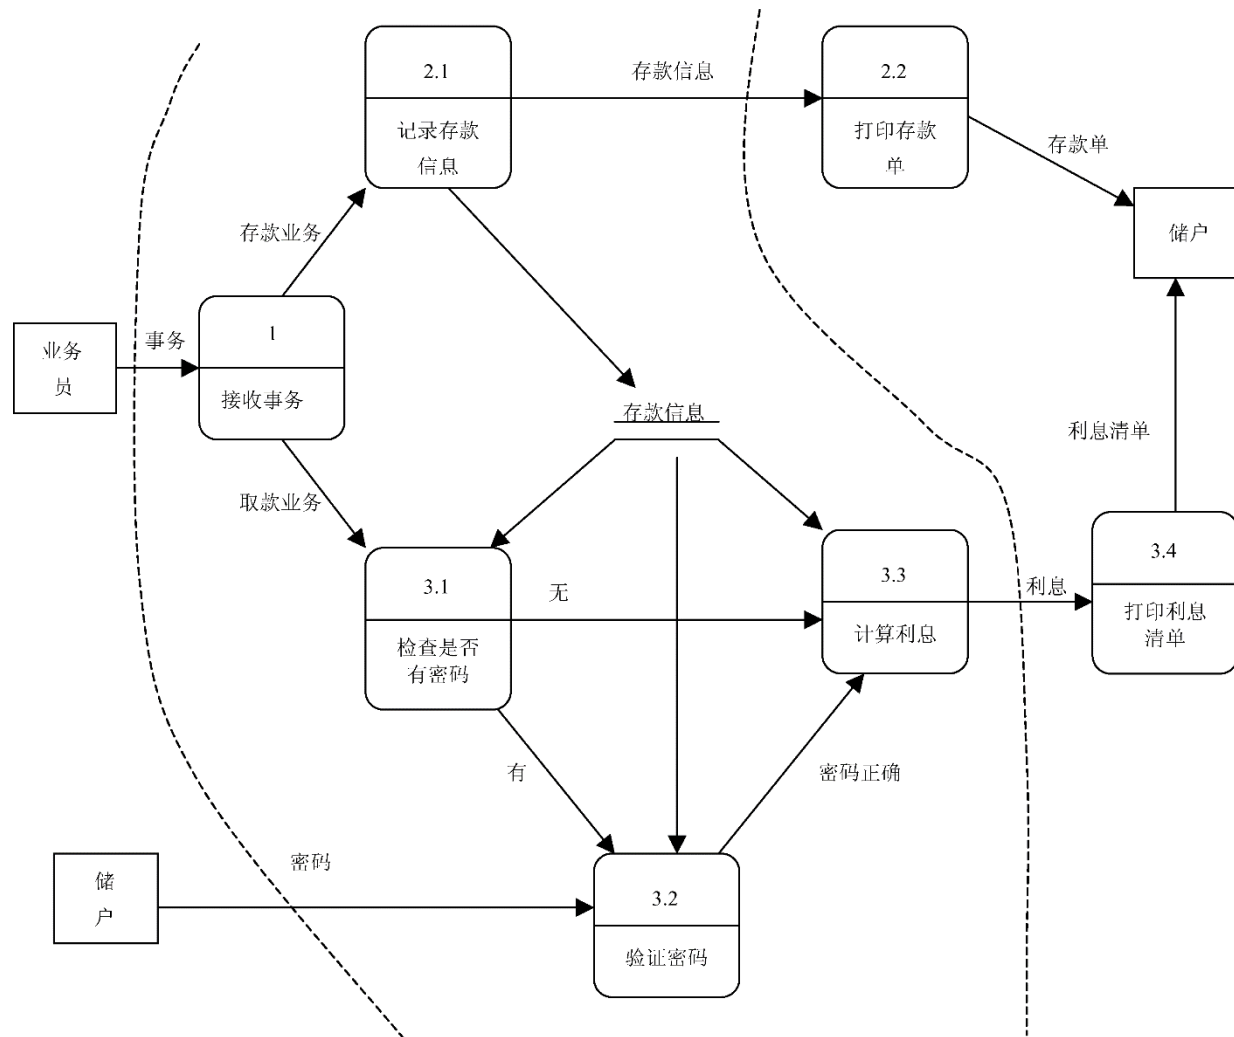 2.1
记录存款
信息
存款信息
2.2
打印存款
单
存款单
储户
存款业务
业务
员
事务
1
接收事务
存款信息
取款业务
利息清单
3.1
检查是否
有密码
无
3.3
计算利息
利息
3.4
打印利息
清单
有
密码正确
储
户
密码
3.2
验证密码